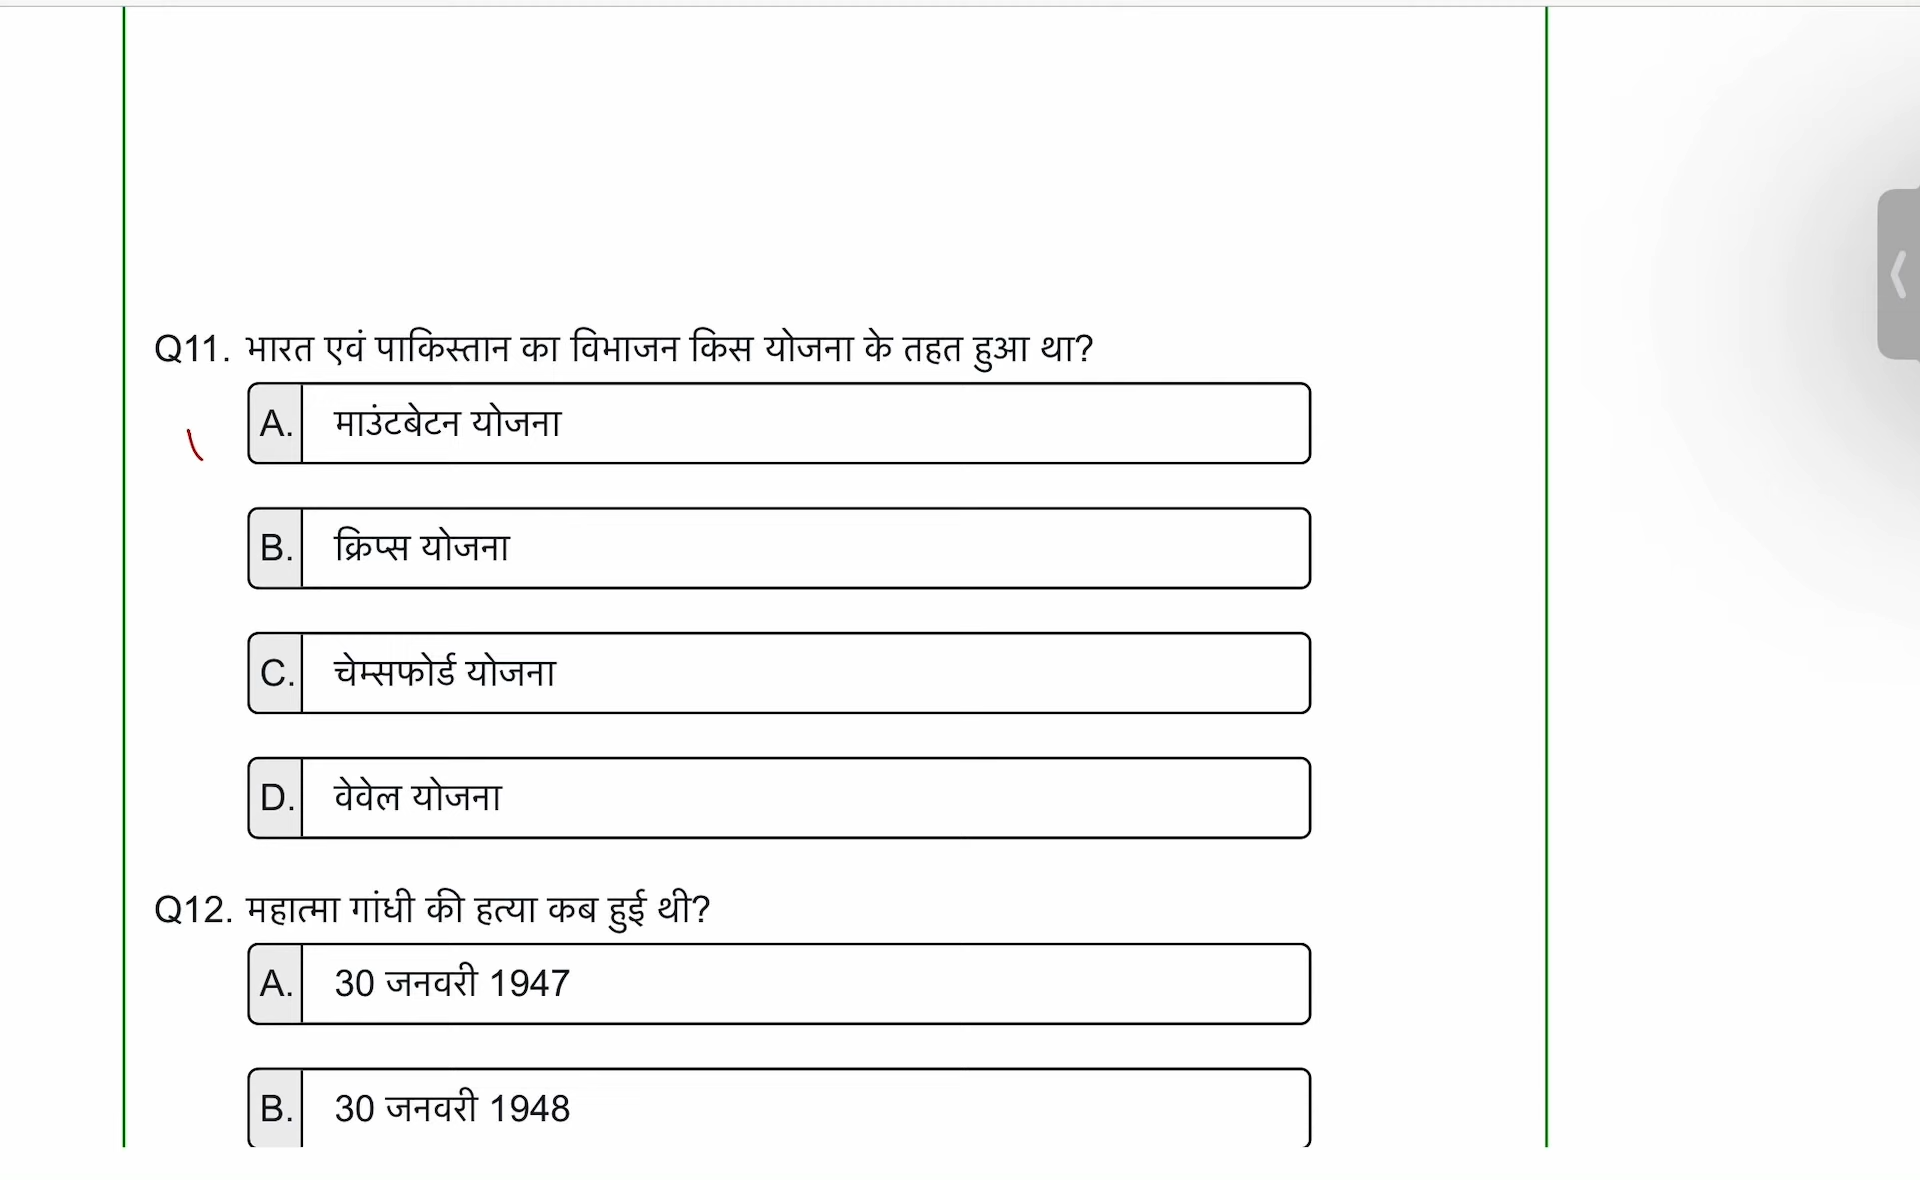 Q11. भारत एवं पाकिस्तान का विभाजन किस योजना के तहत हुआ था?
A. माउंटबेटन योजना
B. क्रिप्स योजना
C. चेम्सफोर्ड योजना
D. वेवेल योजना
Q12. महात्मा गांधी की हत्या कब हुई थी?
A. 30 जनवरी 1947
B. 30 जनवरी 1948